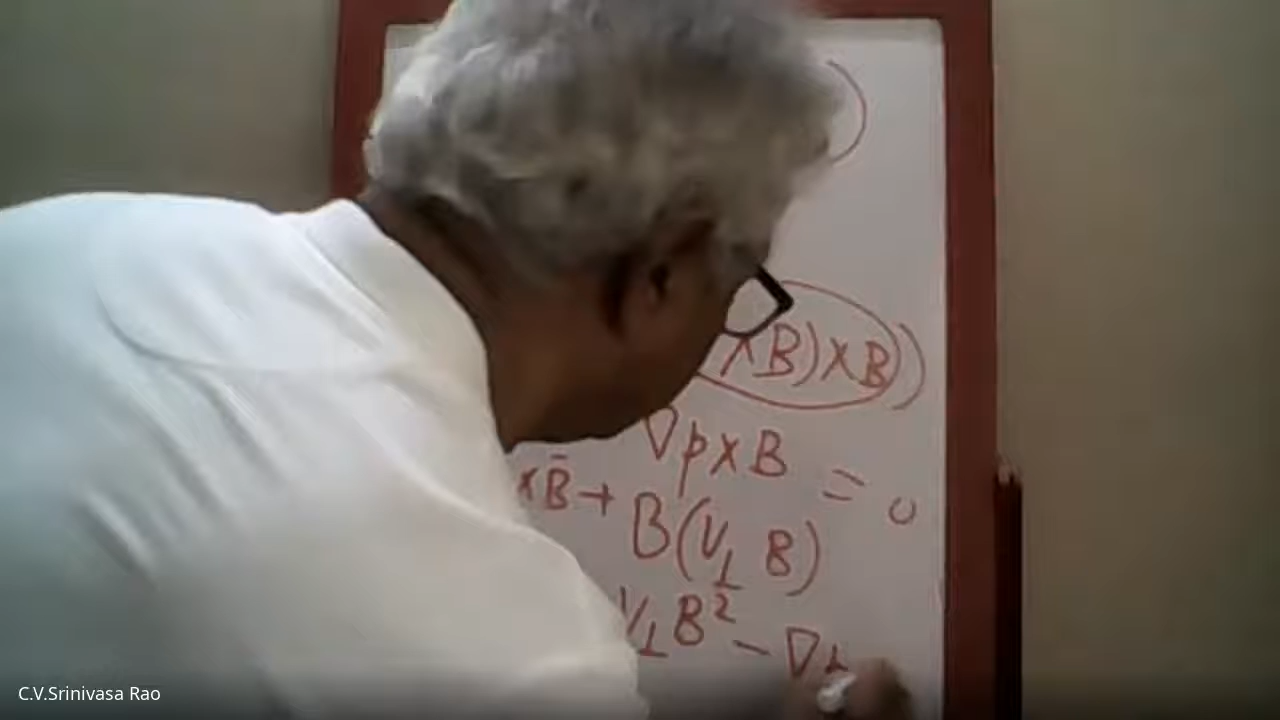 )
×B)×B))
∇p×B
= 0
×B̄+
B(V⊥ B)
V⊥B² − ∇
C.V.Srinivasa Rao